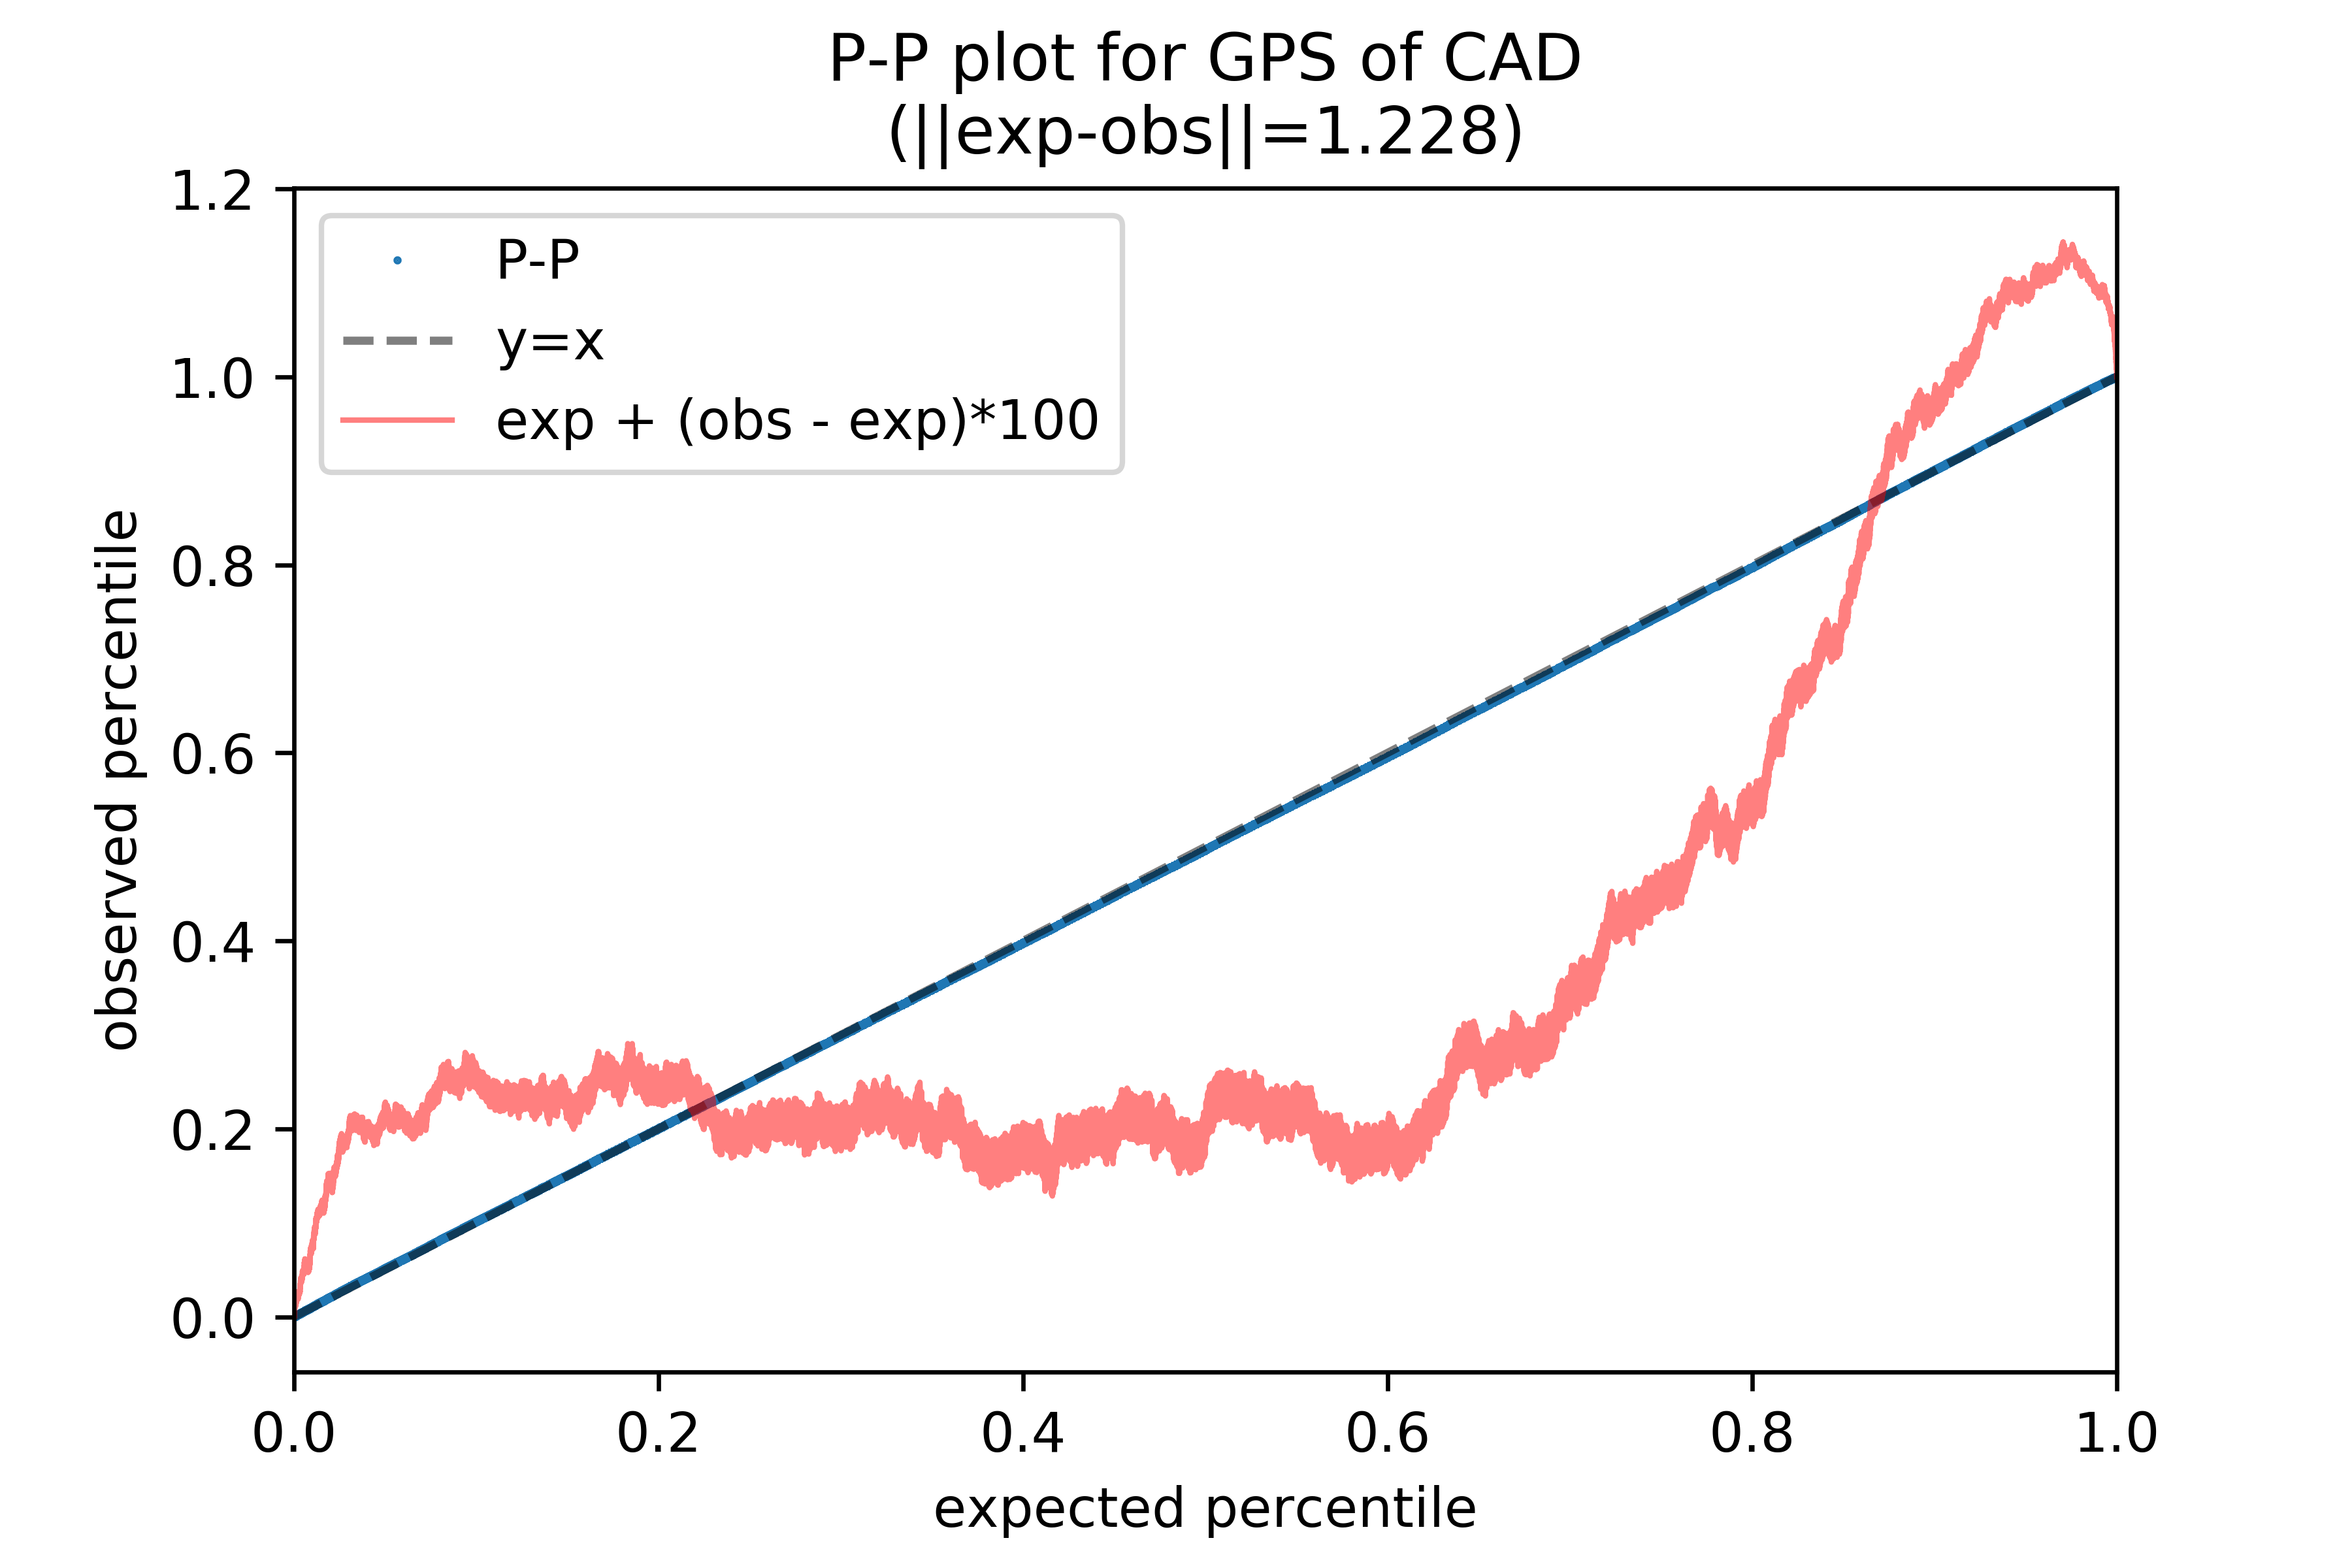 P-P plot for GPS of CAD
(||exp-obs||=1.228)
P-P
y=x
exp + (obs - exp)*100
observed percentile
1.2
1.0
0.8
0.6
0.4
0.2
0.0
0.0 0.2 0.4 0.6 0.8 1.0
expected percentile